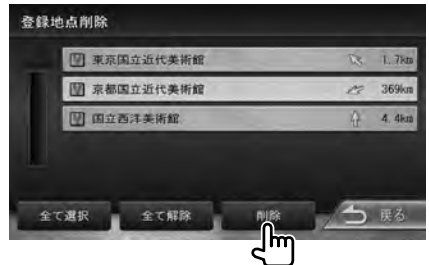 登録地点削除
東京国立近代美術館 1.7km
京都国立近代美術館 369km
国立西洋美術館 4.4km
全て選択 全て解除 削除 戻る